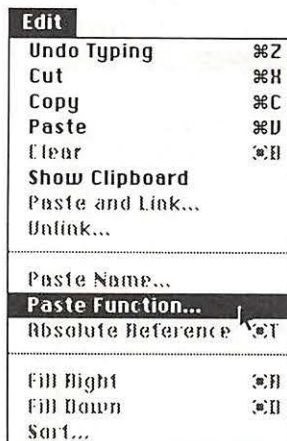 Edit
Undo Typing ⌘Z
Cut ⌘X
Copy ⌘C
Paste ⌘V
Clear ⌘B
Show Clipboard
Paste and Link...
Unlink...
Paste Name...
Paste Function...
Absolute Reference ⌘T
Fill Right ⌘R
Fill Down ⌘D
Sort...